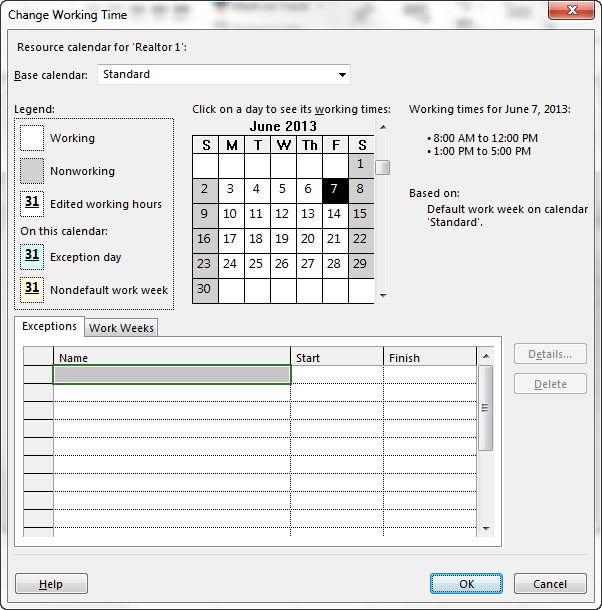 Change Working Time
Resource calendar for 'Realtor 1':
Base calendar: Standard
Legend:
Working
Nonworking
31 Edited working hours
On this calendar:
31 Exception day
31 Nondefault work week
Click on a day to see its working times:
June 2013
S M T W Th F S
1
2 3 4 5 6 7 8
9 10 11 12 13 14 15
16 17 18 19 20 21 22
23 24 25 26 27 28 29
30
Working times for June 7, 2013:
• 8:00 AM to 12:00 PM
• 1:00 PM to 5:00 PM
Based on:
Default work week on calendar
'Standard'.
Exceptions Work Weeks
Name Start Finish
Details...
Delete
Help OK Cancel